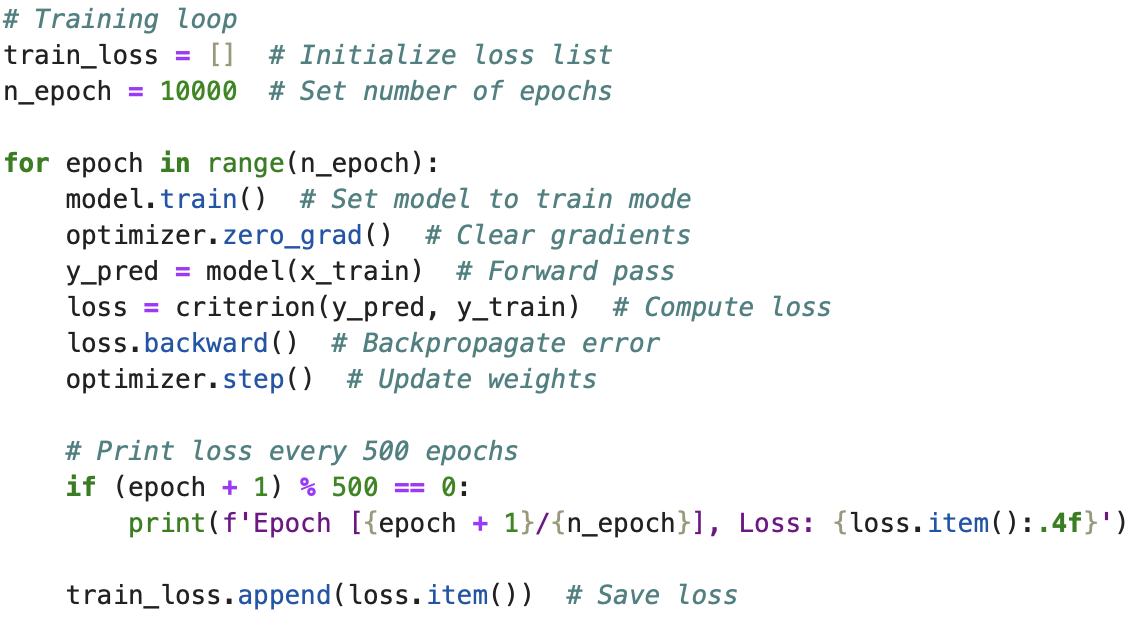 # Training loop
train_loss = []  # Initialize loss list
n_epoch = 10000  # Set number of epochs

for epoch in range(n_epoch):
    model.train()  # Set model to train mode
    optimizer.zero_grad()  # Clear gradients
    y_pred = model(x_train)  # Forward pass
    loss = criterion(y_pred, y_train)  # Compute loss
    loss.backward()  # Backpropagate error
    optimizer.step()  # Update weights

    # Print loss every 500 epochs
    if (epoch + 1) % 500 == 0:
        print(f'Epoch [{epoch + 1}/{n_epoch}], Loss: {loss.item():.4f}')

    train_loss.append(loss.item())  # Save loss